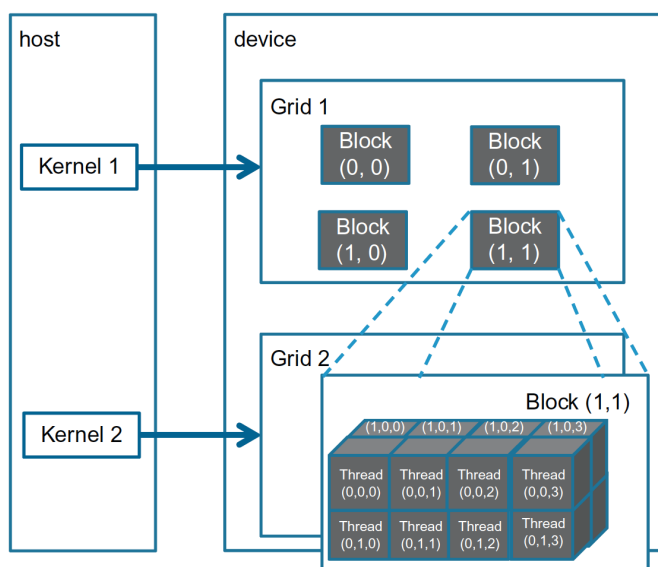 host
device
Grid 1
Kernel 1
Block
(0, 0)
Block
(0, 1)
Block
(1, 0)
Block
(1, 1)
Grid 2
Kernel 2
Block (1,1)
(1,0,0) (1,0,1) (1,0,2) (1,0,3)
Thread
(0,0,0)
Thread
(0,0,1)
Thread
(0,0,2)
Thread
(0,0,3)
Thread
(0,1,0)
Thread
(0,1,1)
Thread
(0,1,2)
Thread
(0,1,3)